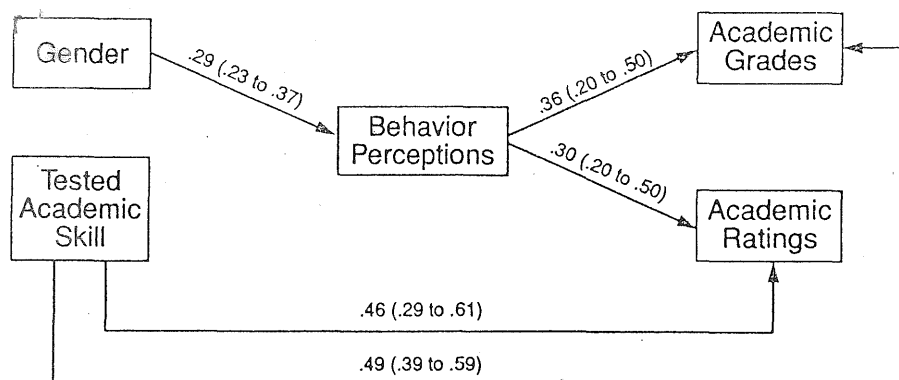 Gender
.29 (.23 to .37)
Behavior
Perceptions
.36 (.20 to .50)
.30 (.20 to .50)
Academic
Grades
Academic
Ratings
Tested
Academic
Skill
.46 (.29 to .61)
.49 (.39 to .59)